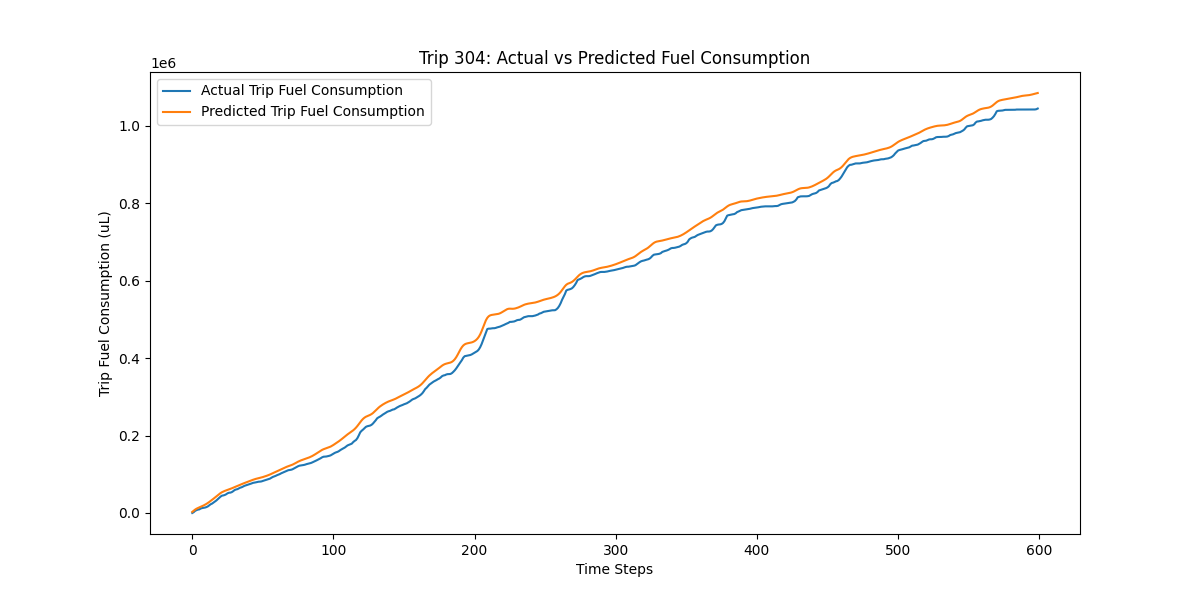 Trip 304: Actual vs Predicted Fuel Consumption
1e6
Actual Trip Fuel Consumption
Predicted Trip Fuel Consumption
1.0
0.8
0.6
0.4
0.2
0.0
Trip Fuel Consumption (uL)
0 100 200 300 400 500 600
Time Steps